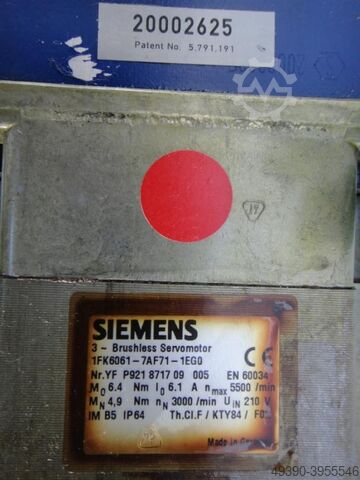 20002625
Patent No. 5,791,191
19
SIEMENS
3 - Brushless Servomotor
1FK6061-7AF71-1EG0
Nr.YF P921 8717 09 005 EN 60034
M0 6.4 Nm I0 6.1 A nmax 5500 /min
MN 4,9 Nm nN 3000 /min UIN 210 V
IM B5 IP64 Th.Cl.F / KTY84 /
Made in
CE
49390-3955546